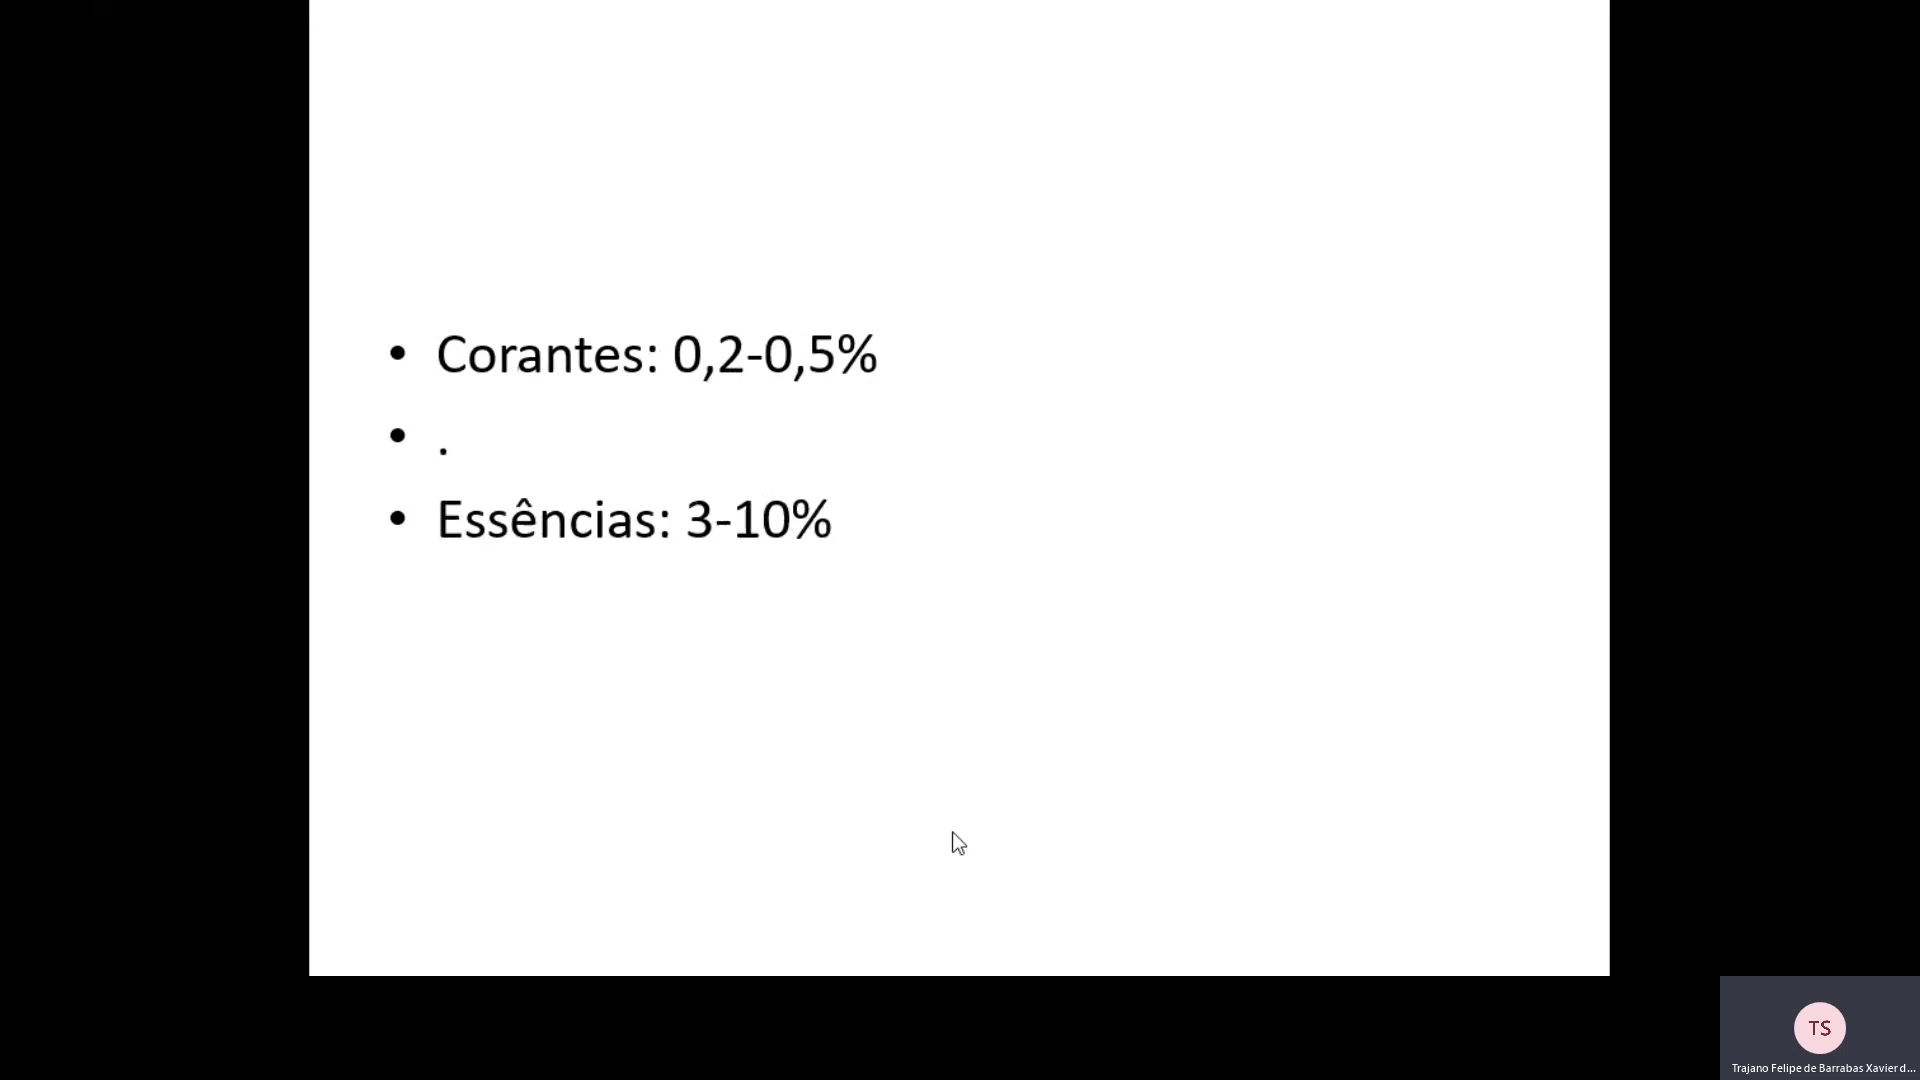 • Corantes: 0,2-0,5%
• .
• Essências: 3-10%
TS
Trajano Felipe de Barrabas Xavier d...